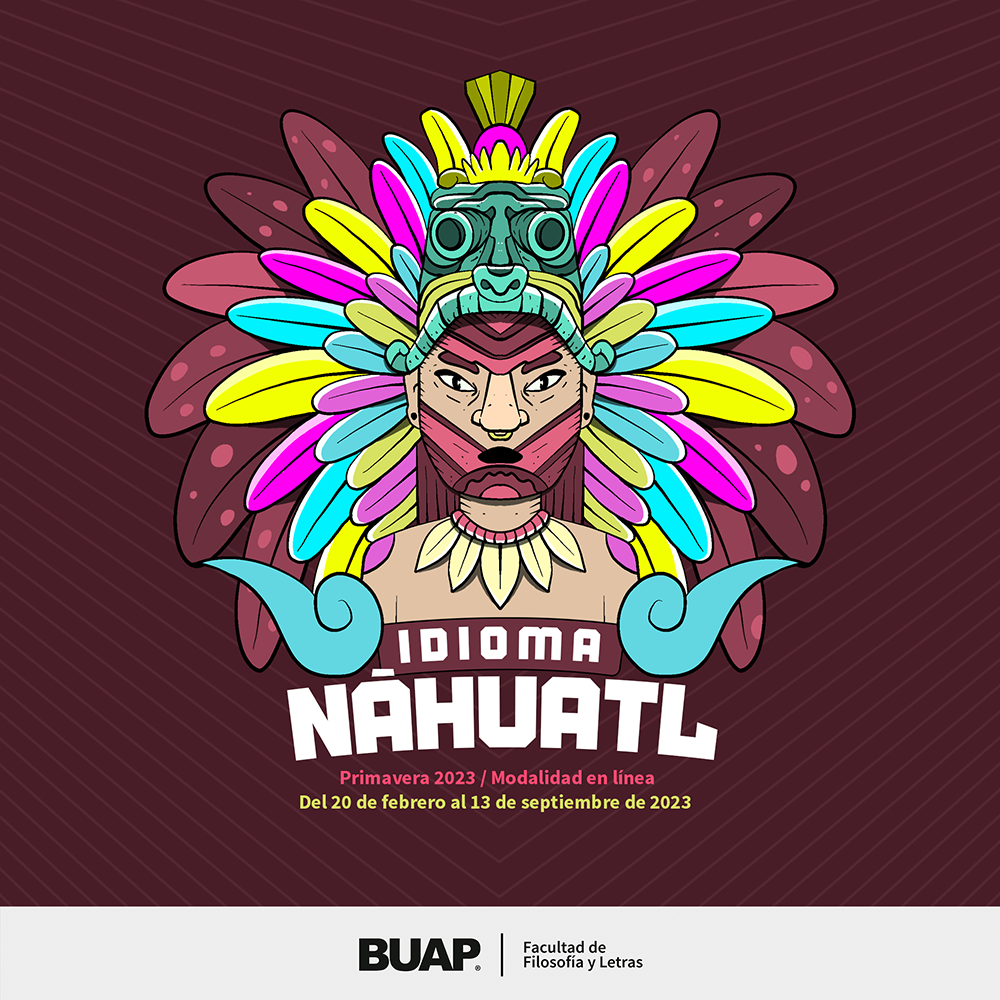 IDIOMA
NÁHUATL
Primavera 2023 / Modalidad en línea
Del 20 de febrero al 13 de septiembre de 2023
BUAP®
Facultad de
Filosofía y Letras